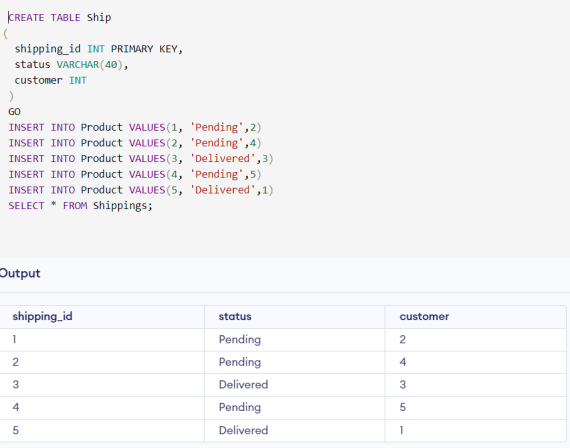 CREATE TABLE Ship
(
shipping_id INT PRIMARY KEY,
status VARCHAR(40),
customer INT
)
GO
INSERT INTO Product VALUES(1, 'Pending',2)
INSERT INTO Product VALUES(2, 'Pending',4)
INSERT INTO Product VALUES(3, 'Delivered',3)
INSERT INTO Product VALUES(4, 'Pending',5)
INSERT INTO Product VALUES(5, 'Delivered',1)
SELECT * FROM Shippings;
Output
shipping_id status customer
1 Pending 2
2 Pending 4
3 Delivered 3
4 Pending 5
5 Delivered 1